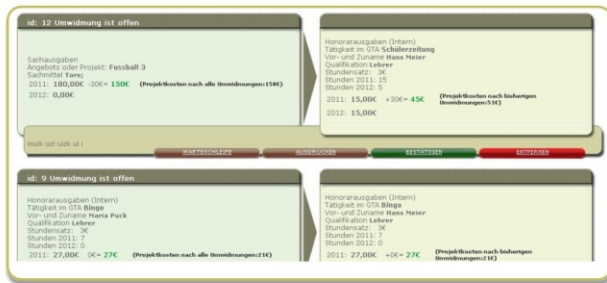 id: 12 Umwidmung ist offen
Sachausgaben
Angebots oder Projekt: Fussball 3
Sachmittel Tore;
2011: 180,00€ -30€= 150€ (Projektkosten nach alle Umwidmungen:150€)
2012: 0,00€
Honorarausgaben (Intern)
Tätigkeit im GTA Schülerzeitung
Vor- und Zuname Hans Meier
Qualifikation Lehrer
Stundensatz: 3€
Stunden 2011: 15
Stunden 2012: 5
2011: 15,00€ +30€= 45€ (Projektkosten nach bisherigen Umwidmungen:51€)
2012: 15,00€
muik uzi uizk ui i
WARTESCHLEIFE AUSDRUCKEN BESTÄTIGEN ENTFERNEN
id: 9 Umwidmung ist offen
Honorarausgaben (Intern)
Tätigkeit im GTA Bingo
Vor- und Zuname Maria Puck
Qualifikation Lehrer
Stundensatz: 3€
Stunden 2011: 7
Stunden 2012: 0
2011: 27,00€ 0€= 27€ (Projektkosten nach alle Umwidmungen:21€)
Honorarausgaben (Intern)
Tätigkeit im GTA Bingo
Vor- und Zuname Hans Meier
Qualifikation Lehrer
Stundensatz: 3€
Stunden 2011: 7
Stunden 2012: 0
2011: 27,00€ +0€= 27€ (Projektkosten nach bisherigen Umwidmungen:21€)